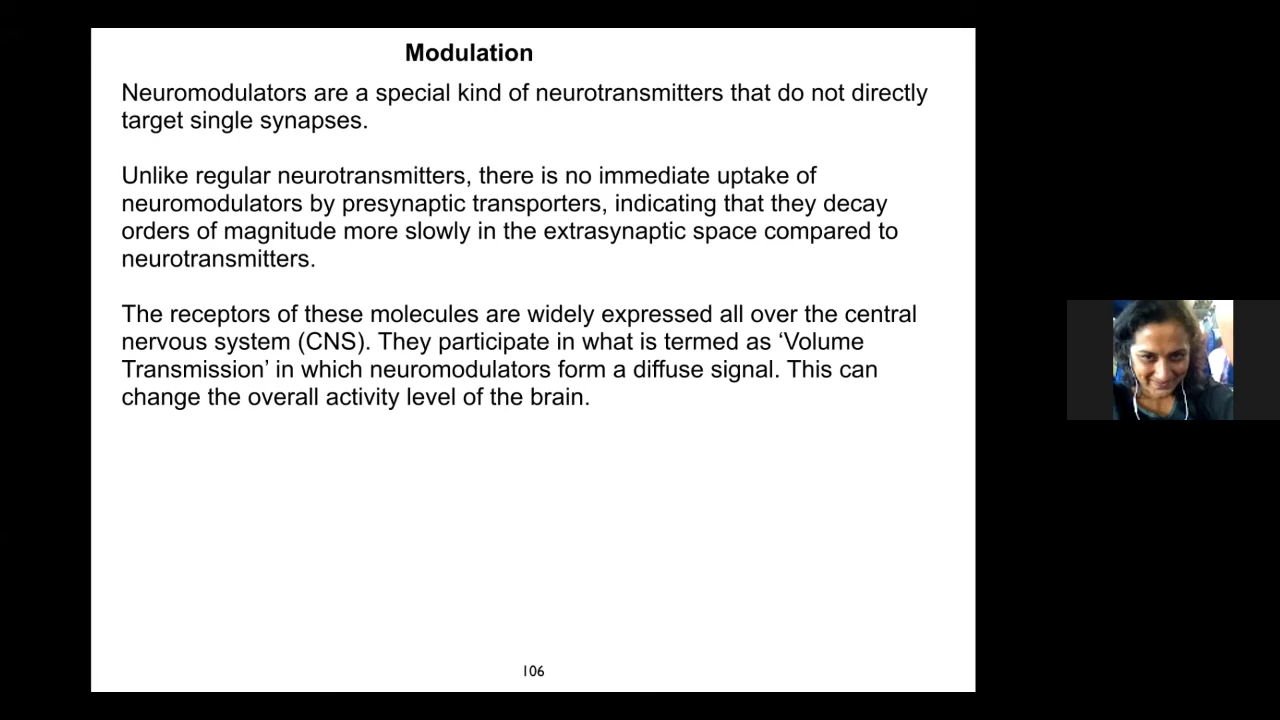 Modulation
Neuromodulators are a special kind of neurotransmitters that do not directly
target single synapses.
Unlike regular neurotransmitters, there is no immediate uptake of
neuromodulators by presynaptic transporters, indicating that they decay
orders of magnitude more slowly in the extrasynaptic space compared to
neurotransmitters.
The receptors of these molecules are widely expressed all over the central
nervous system (CNS). They participate in what is termed as ‘Volume
Transmission’ in which neuromodulators form a diffuse signal. This can
change the overall activity level of the brain.
106